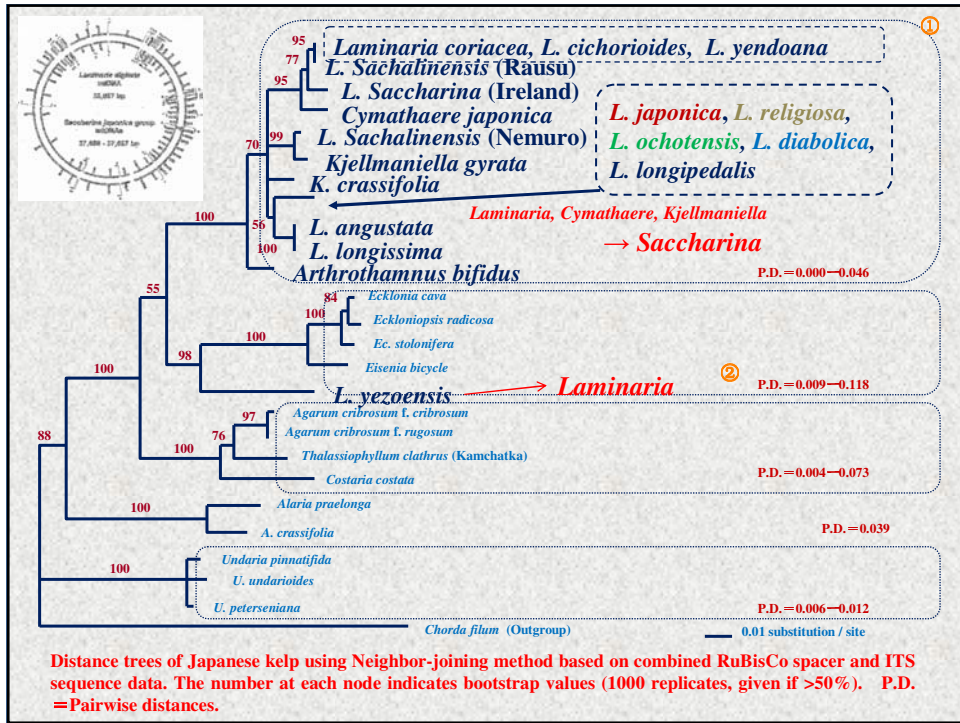 ①
Laminaria digitata
mtDNA
Saccharina japonica group
mtDNAs
95
Laminaria coriacea, L. cichorioides, L. yendoana
77
L. Sachalinensis (Rausu)
95
L. Saccharina (Ireland)
Cymathaere japonica
L. japonica, L. religiosa,
L. ochotensis, L. diabolica,
L. longipedalis
99
L. Sachalinensis (Nemuro)
Kjellmaniella gyrata
70
K. crassifolia
100
56
Laminaria, Cymathaere, Kjellmaniella
→ Saccharina
L. angustata
100
L. longissima
Arthrothamnus bifidus
P.D.＝0.000－0.046
55
84
Ecklonia cava
100
Eckloniopsis radicosa
100
Ec. stolonifera
98
Eisenia bicycle
②
L. yezoensis
Laminaria
P.D.＝0.009－0.118
100
97
Agarum cribrosum f. cribrosum
Agarum cribrosum f. rugosum
88
76
100
Thalassiophyllum clathrus (Kamchatka)
Costaria costata
P.D.＝0.004－0.073
100
Alaria praelonga
A. crassifolia
P.D.＝0.039
100
Undaria pinnatifida
U. undarioides
U. peterseniana
P.D.＝0.006－0.012
Chorda filum (Outgroup)
0.01 substitution / site
Distance trees of Japanese kelp using Neighbor-joining method based on combined RuBisCo spacer and ITS
sequence data. The number at each node indicates bootstrap values (1000 replicates, given if >50%). P.D.
＝Pairwise distances.